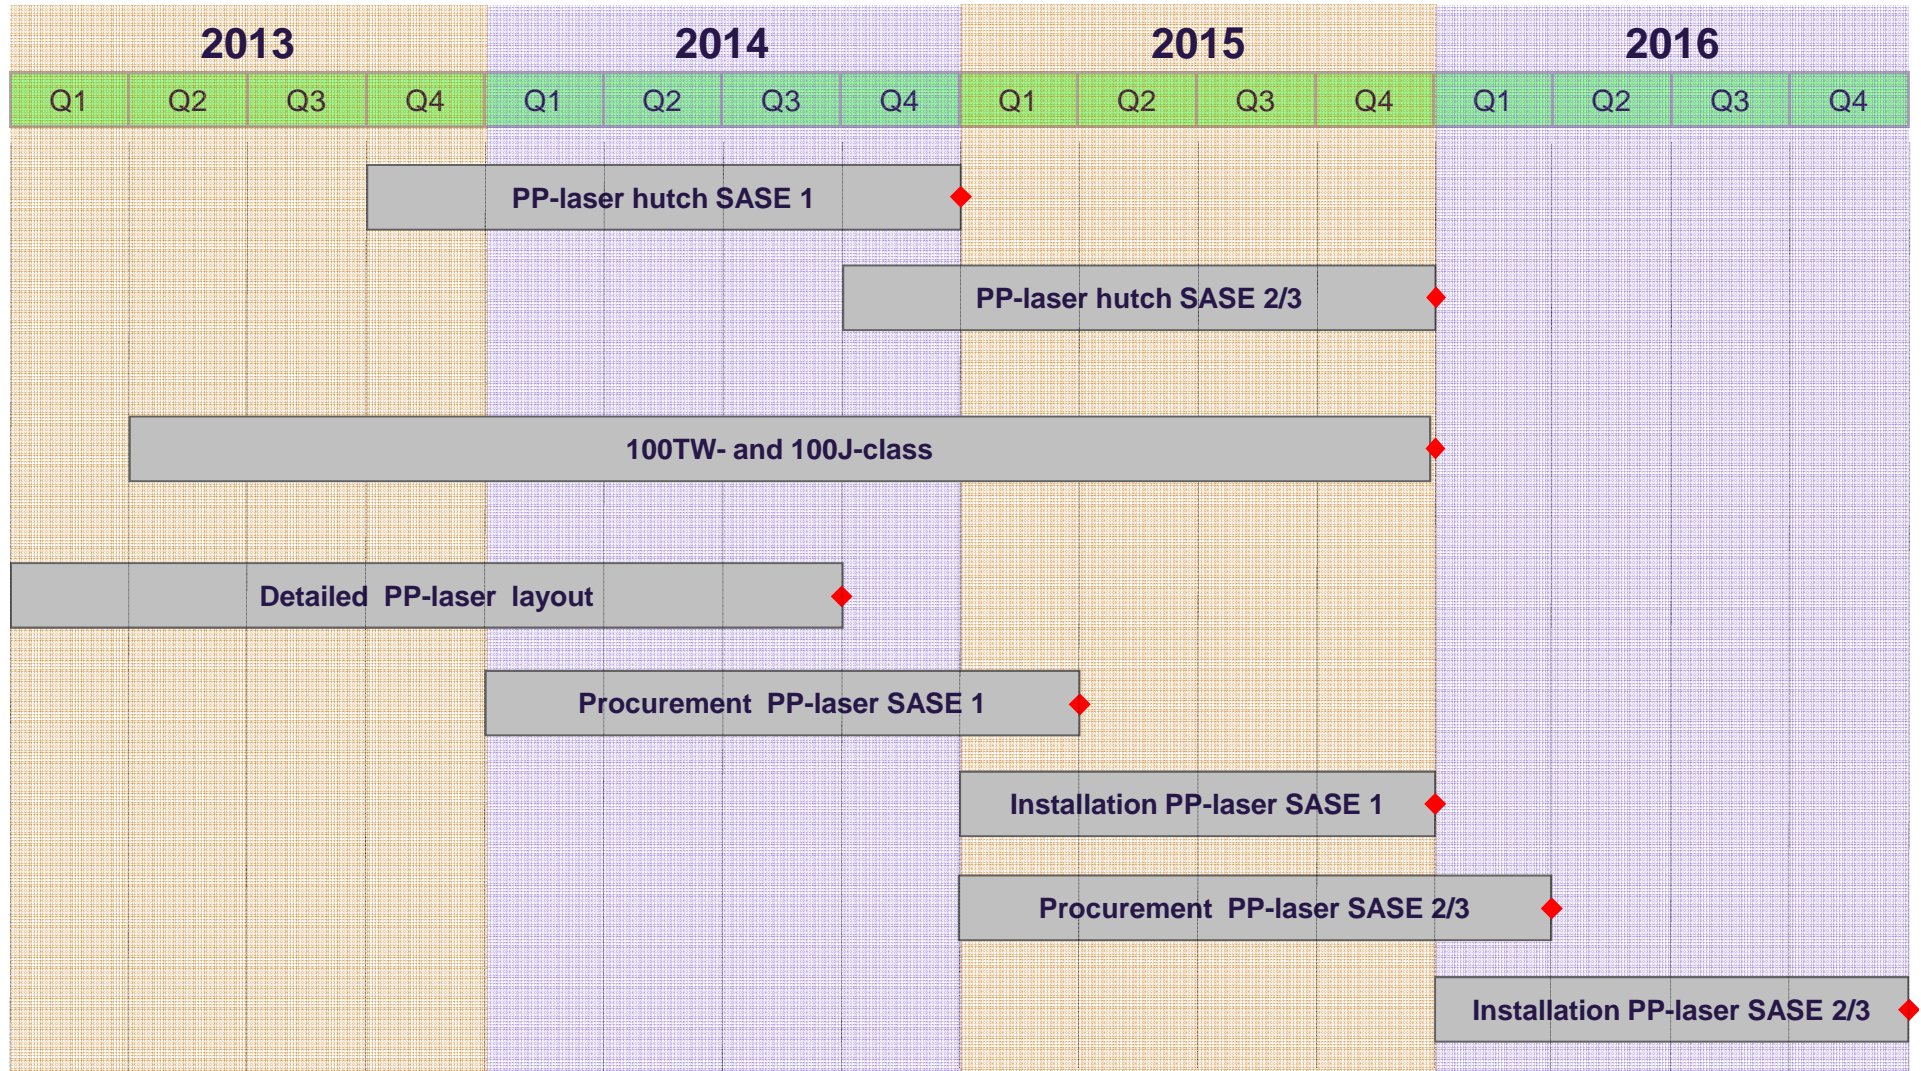 2013 2014 2015 2016
Q1 Q2 Q3 Q4 Q1 Q2 Q3 Q4 Q1 Q2 Q3 Q4 Q1 Q2 Q3 Q4
PP-laser hutch SASE 1
PP-laser hutch SASE 2/3
100TW- and 100J-class
Detailed PP-laser layout
Procurement PP-laser SASE 1
Installation PP-laser SASE 1
Procurement PP-laser SASE 2/3
Installation PP-laser SASE 2/3